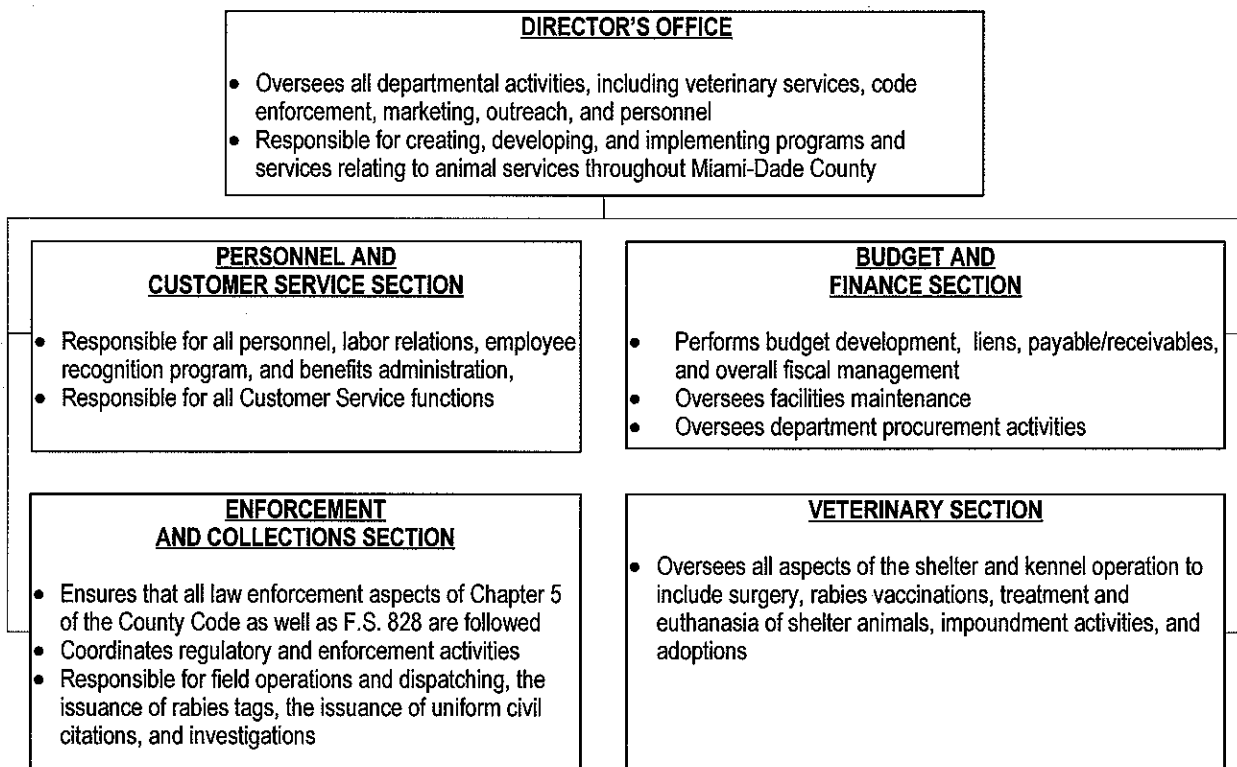 DIRECTOR'S OFFICE
• Oversees all departmental activities, including veterinary services, code
enforcement, marketing, outreach, and personnel
• Responsible for creating, developing, and implementing programs and
services relating to animal services throughout Miami-Dade County
PERSONNEL AND
CUSTOMER SERVICE SECTION
• Responsible for all personnel, labor relations, employee
recognition program, and benefits administration,
• Responsible for all Customer Service functions
BUDGET AND
FINANCE SECTION
• Performs budget development, liens, payable/receivables,
and overall fiscal management
• Oversees facilities maintenance
• Oversees department procurement activities
ENFORCEMENT
AND COLLECTIONS SECTION
• Ensures that all law enforcement aspects of Chapter 5
of the County Code as well as F.S. 828 are followed
• Coordinates regulatory and enforcement activities
• Responsible for field operations and dispatching, the
issuance of rabies tags, the issuance of uniform civil
citations, and investigations
VETERINARY SECTION
• Oversees all aspects of the shelter and kennel operation to
include surgery, rabies vaccinations, treatment and
euthanasia of shelter animals, impoundment activities, and
adoptions